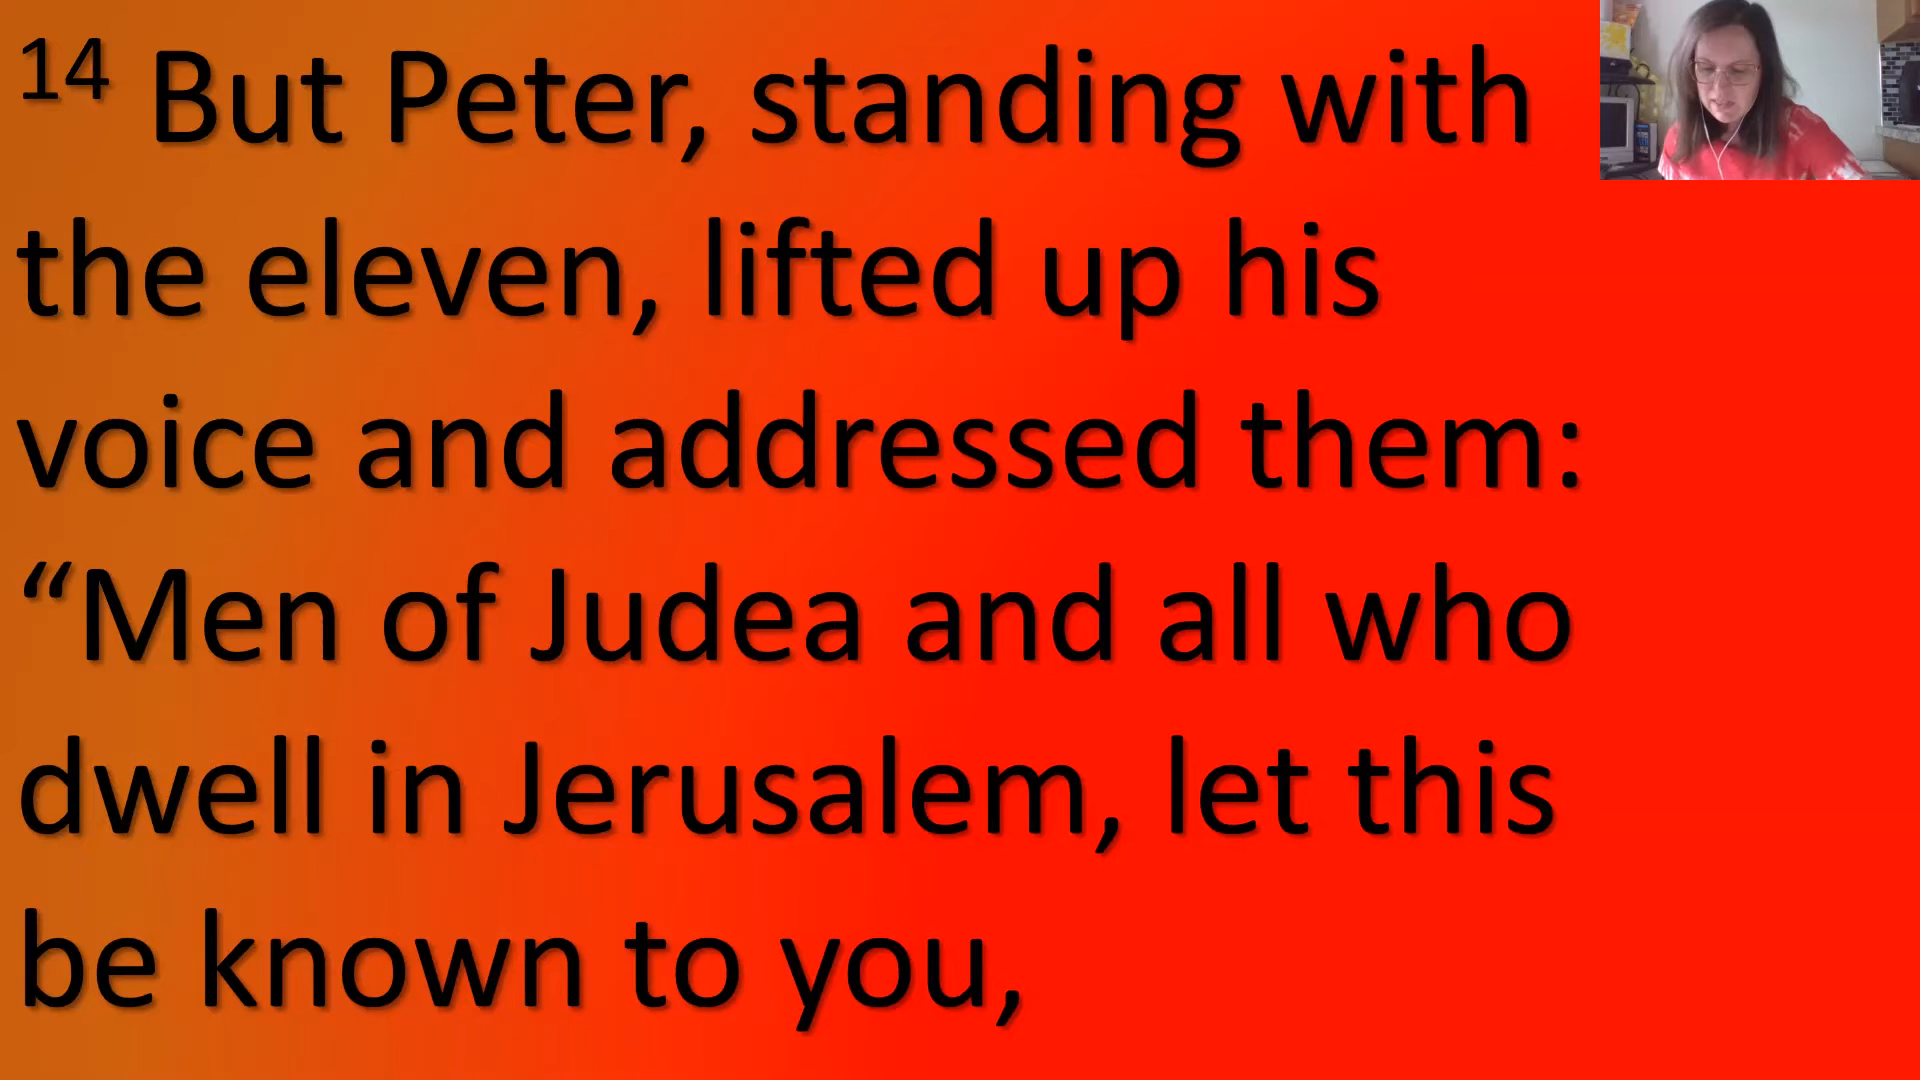 14 But Peter, standing with
the eleven, lifted up his
voice and addressed them:
“Men of Judea and all who
dwell in Jerusalem, let this
be known to you,